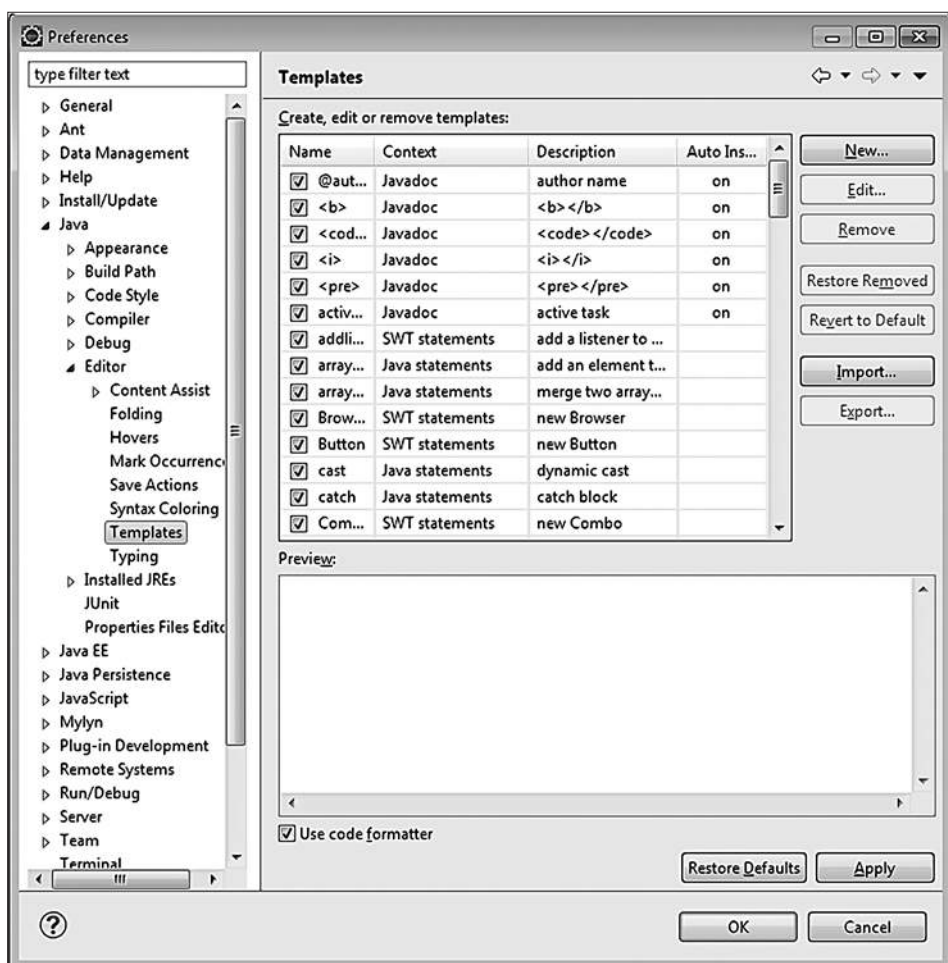 Preferences
type filter text
General
Ant
Data Management
Help
Install/Update
Java
Appearance
Build Path
Code Style
Compiler
Debug
Editor
Content Assist
Folding
Hovers
Mark Occurrenc
Save Actions
Syntax Coloring
Templates
Typing
Installed JREs
JUnit
Properties Files Edito
Java EE
Java Persistence
JavaScript
Mylyn
Plug-in Development
Remote Systems
Run/Debug
Server
Team
Terminal
Templates
Create, edit or remove templates:
Name Context Description Auto Ins...
@aut... Javadoc author name on
<b> Javadoc <b></b> on
<cod... Javadoc <code></code> on
<i> Javadoc <i></i> on
<pre> Javadoc <pre></pre> on
activ... Javadoc active task on
addli... SWT statements add a listener to ...
array... Java statements add an element t...
array... Java statements merge two array...
Brow... SWT statements new Browser
Button SWT statements new Button
cast Java statements dynamic cast
catch Java statements catch block
Com... SWT statements new Combo
New...
Edit...
Remove
Restore Removed
Revert to Default
Import...
Export...
Preview:
Use code formatter
Restore Defaults Apply
OK Cancel